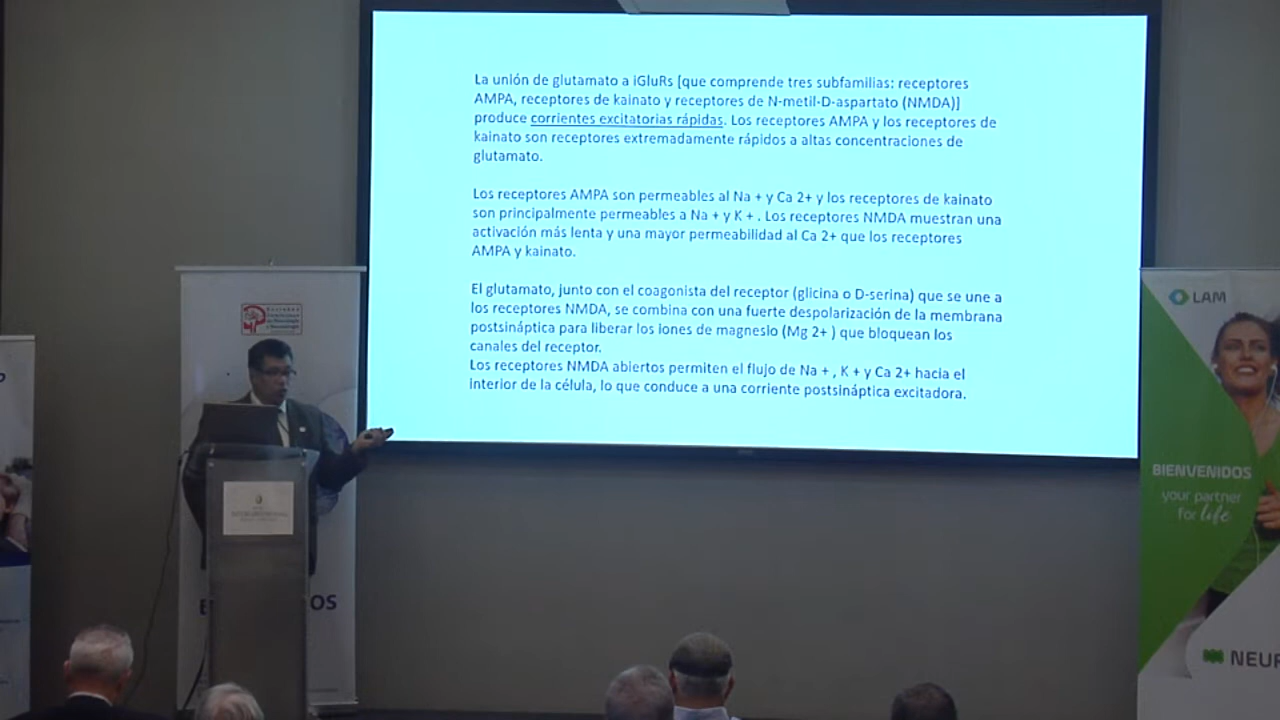 La unión de glutamato a iGluRs [que comprende tres subfamilias: receptores
AMPA, receptores de kainato y receptores de N-metil-D-aspartato (NMDA)]
produce corrientes excitatorias rápidas. Los receptores AMPA y los receptores de
kainato son receptores extremadamente rápidos a altas concentraciones de
glutamato.
Los receptores AMPA son permeables al Na + y Ca 2+ y los receptores de kainato
son principalmente permeables a Na + y K + . Los receptores NMDA muestran una
activación más lenta y una mayor permeabilidad al Ca 2+ que los receptores
AMPA y kainato.
El glutamato, junto con el coagonista del receptor (glicina o D-serina) que se une a
los receptores NMDA, se combina con una fuerte despolarización de la membrana
postsináptica para liberar los iones de magnesio (Mg 2+ ) que bloquean los
canales del receptor.
Los receptores NMDA abiertos permiten el flujo de Na + , K + y Ca 2+ hacia el
interior de la célula, lo que conduce a una corriente postsináptica excitadora.
OS
LAM
BIENVENIDOS
your partner
for life
NEUR